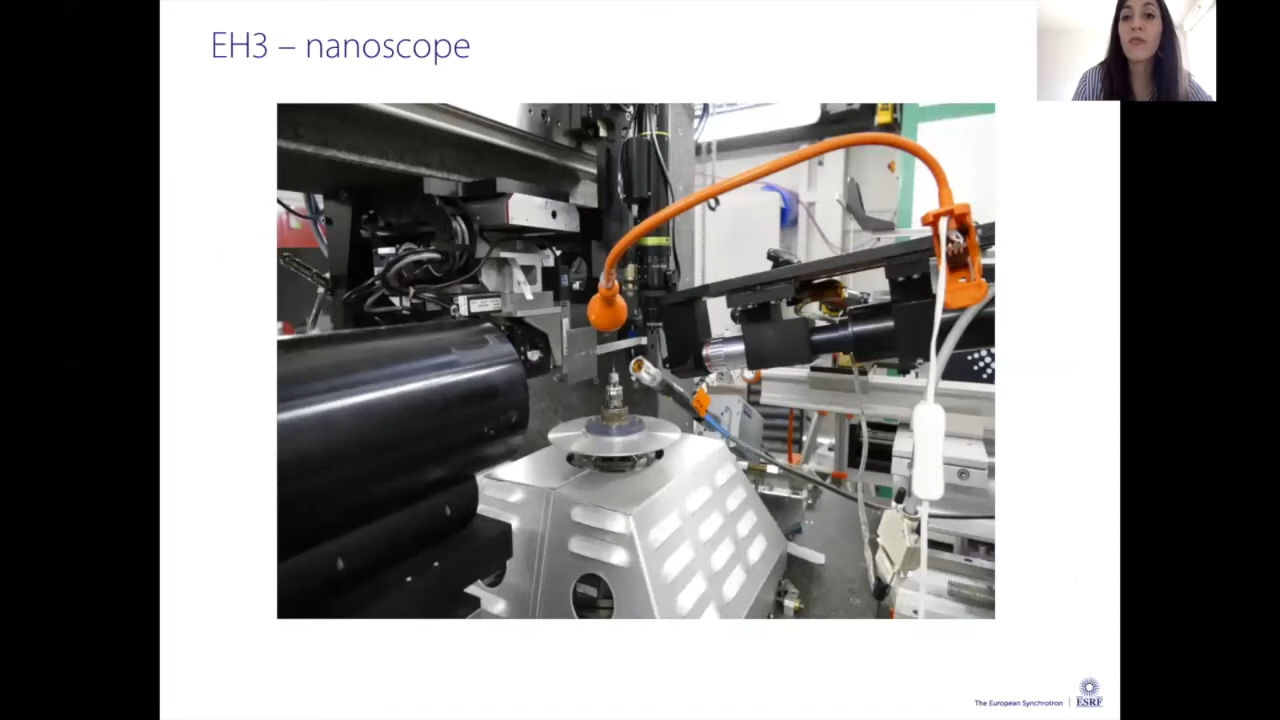 EH3 – nanoscope
The European Synchrotron
ESRF